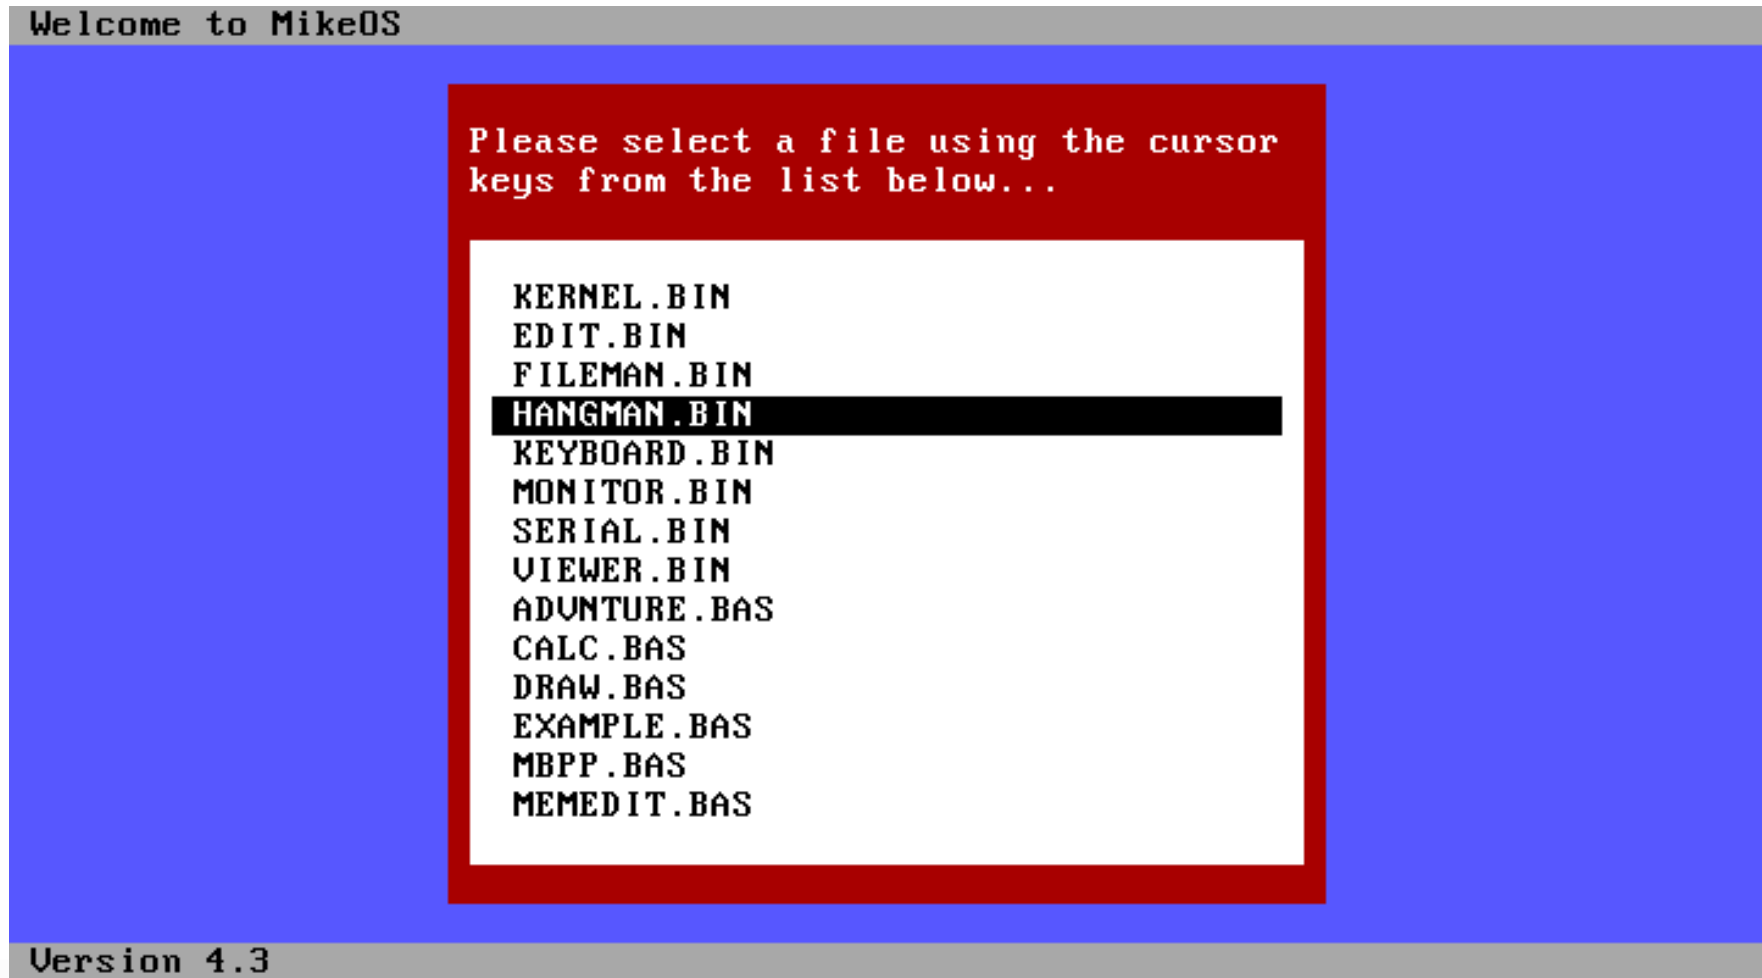 Welcome to MikeOS
Please select a file using the cursor
keys from the list below...
KERNEL.BIN
EDIT.BIN
FILEMAN.BIN
HANGMAN.BIN
KEYBOARD.BIN
MONITOR.BIN
SERIAL.BIN
VIEWER.BIN
ADVNTURE.BAS
CALC.BAS
DRAW.BAS
EXAMPLE.BAS
MBPP.BAS
MEMEDIT.BAS
Version 4.3